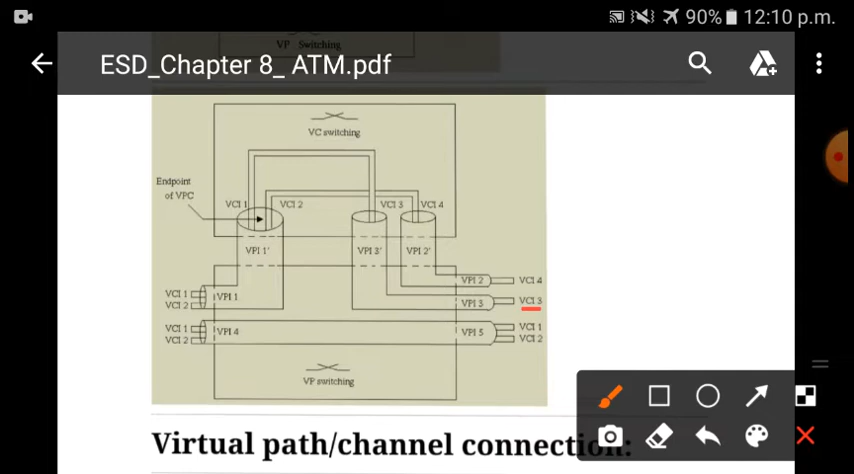 90% 12:10 p.m.
VP Switching
ESD_Chapter 8_ ATM.pdf
VC switching
Endpoint
of VPC
VCI 1 VCI 2 VCI 3 VCI 4
VPI 1' VPI 3' VPI 2'
VPI 2 VCI 4
VCI 1 VPI 1
VCI 2
VPI 3 VCI 3
VCI 1 VPI 4 VPI 5 VCI 1
VCI 2 VCI 2
VP switching
Virtual path/channel connection: